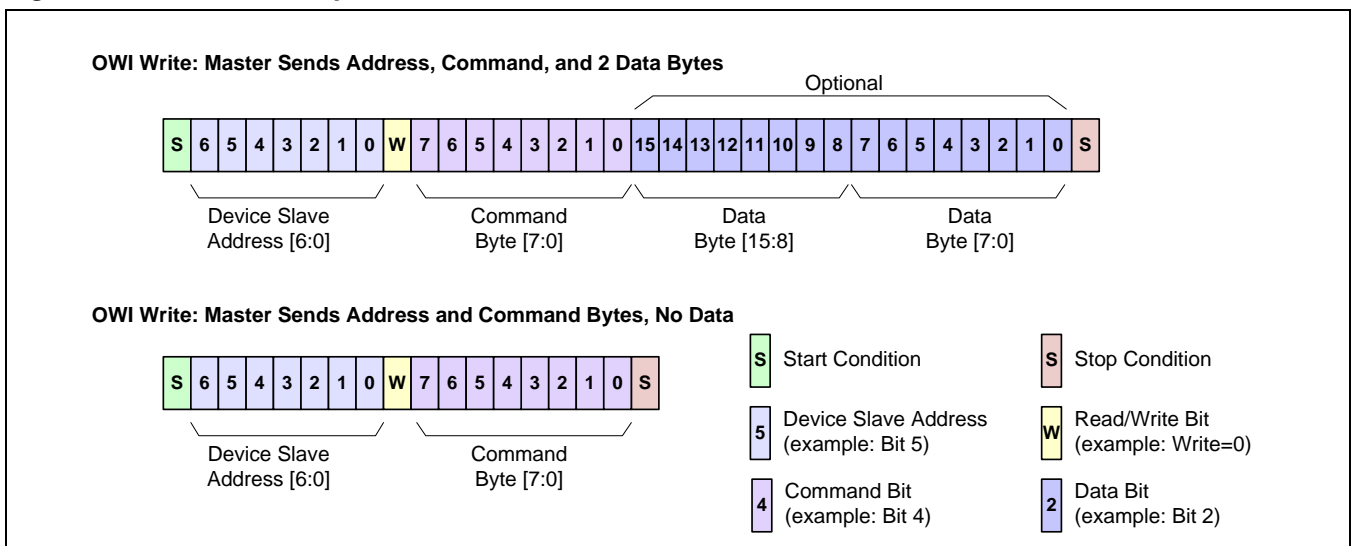 OWI Write: Master Sends Address, Command, and 2 Data Bytes
Optional
S 6 5 4 3 2 1 0 W 7 6 5 4 3 2 1 0 15 14 13 12 11 10 9 8 7 6 5 4 3 2 1 0 S
Device Slave
Address [6:0]
Command
Byte [7:0]
Data
Byte [15:8]
Data
Byte [7:0]
OWI Write: Master Sends Address and Command Bytes, No Data
S 6 5 4 3 2 1 0 W 7 6 5 4 3 2 1 0 S
Device Slave
Address [6:0]
Command
Byte [7:0]
S Start Condition
S Stop Condition
5 Device Slave Address
(example: Bit 5)
W Read/Write Bit
(example: Write=0)
4 Command Bit
(example: Bit 4)
2 Data Bit
(example: Bit 2)